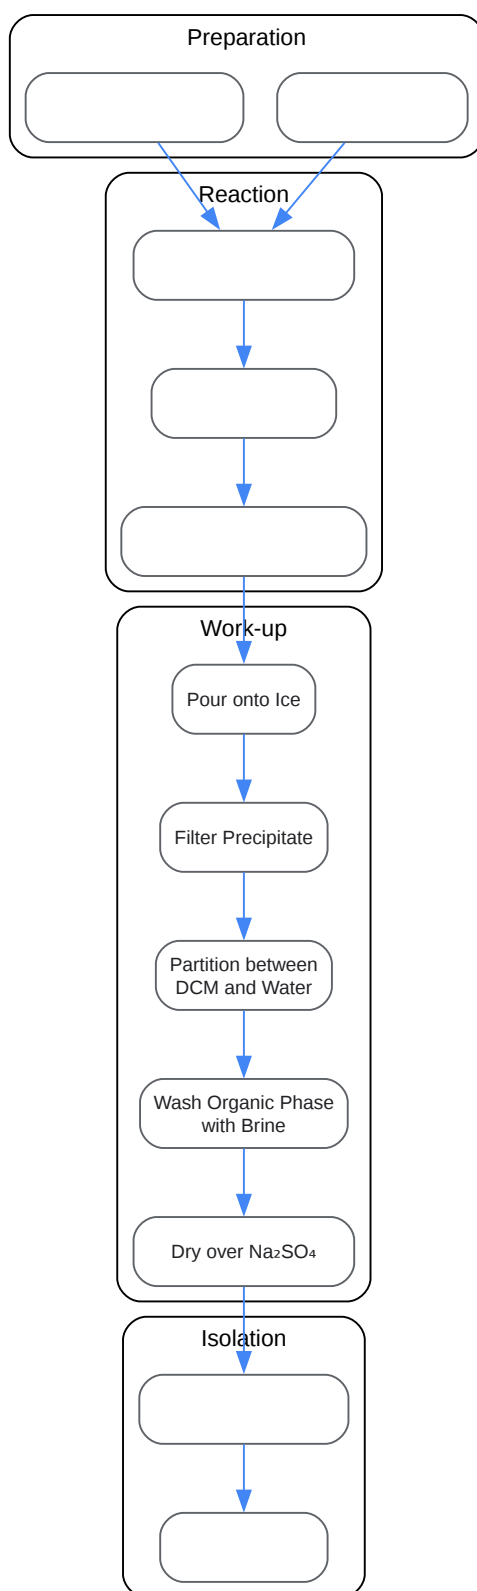 Preparation
Reaction
Work-up
Pour onto Ice
Filter Precipitate
Partition between
DCM and Water
Wash Organic Phase
with Brine
Dry over Na₂SO₄
Isolation